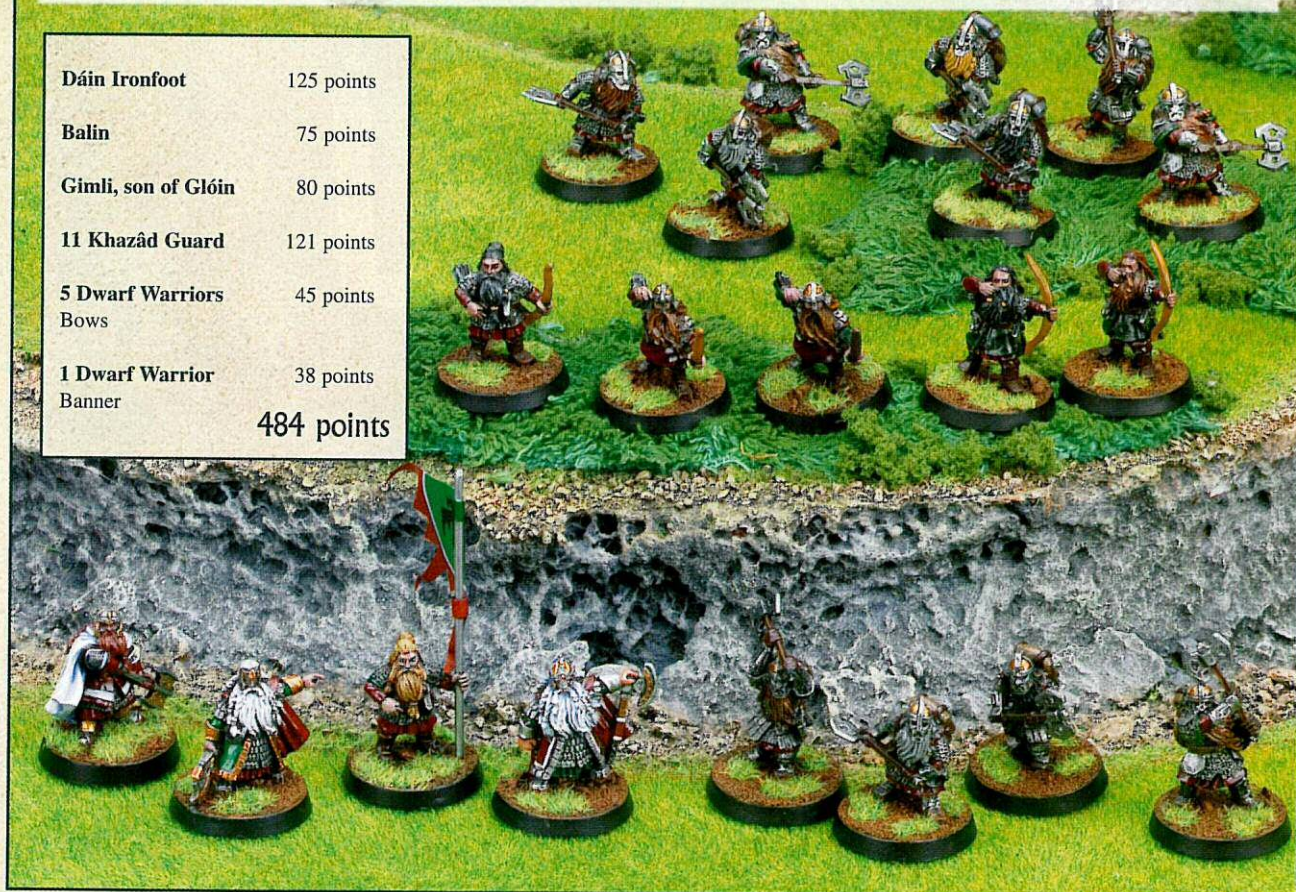 Dáin Ironfoot 125 points
Balin 75 points
Gimli, son of Glóin 80 points
11 Khazâd Guard 121 points
5 Dwarf Warriors 45 points
Bows
1 Dwarf Warrior 38 points
Banner
484 points